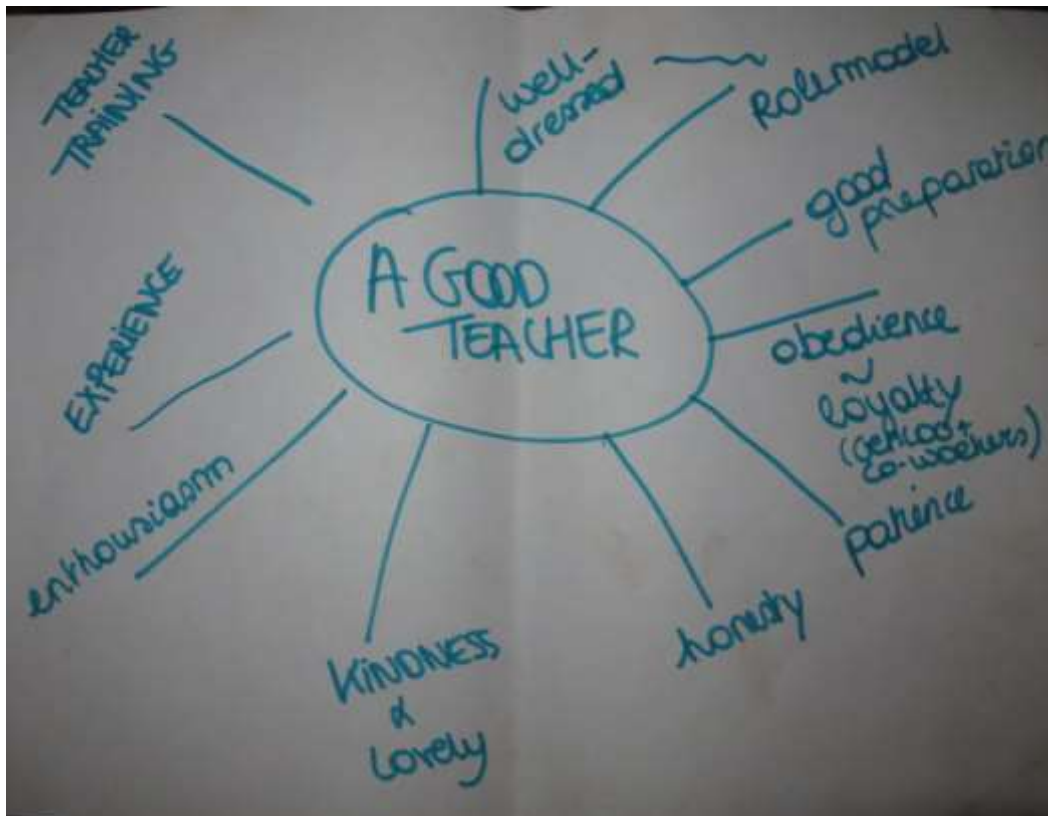 TEACHER
TRAINING
well-
dressed
Rolemodel
good
preparation
A GOOD
TEACHER
EXPERIENCE
obedience
loyalty
co-workers)
patience
enthousiasm
honesty
KINDNESS
&
lovely